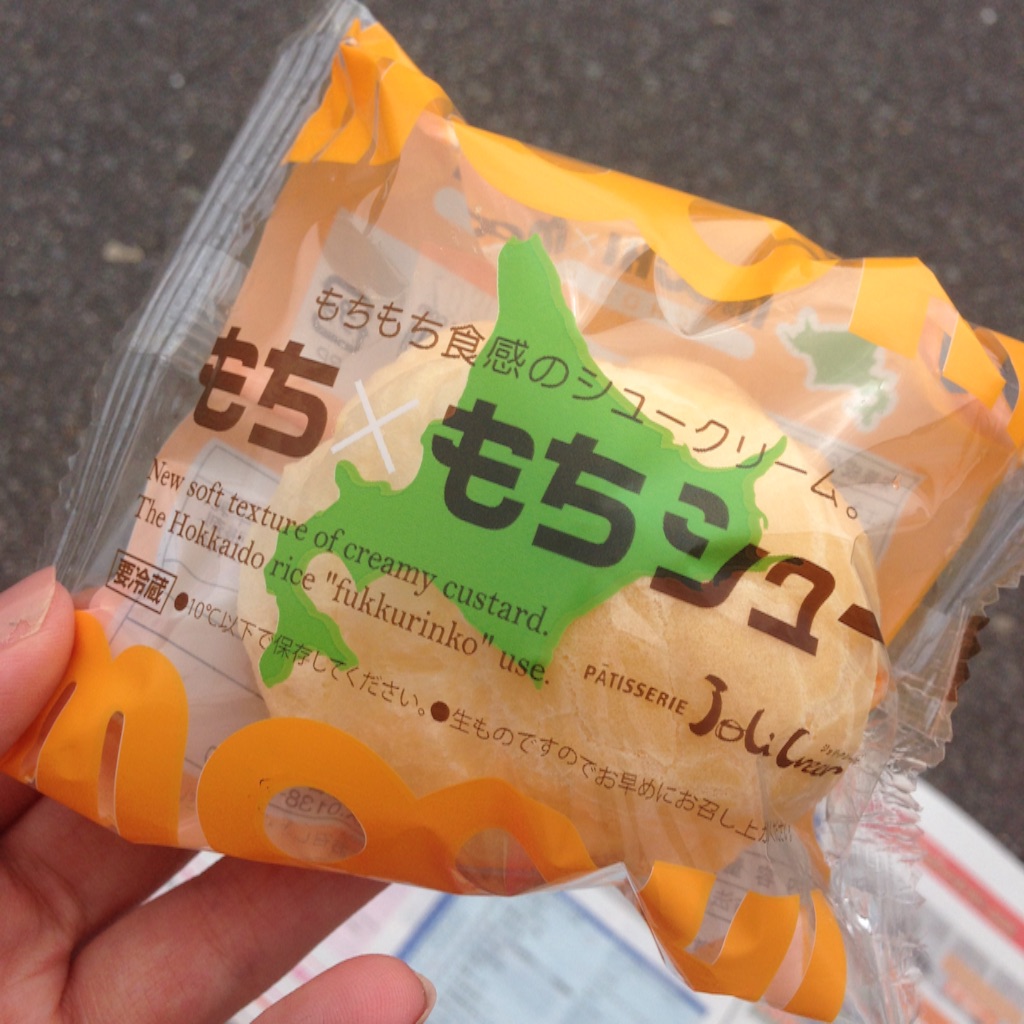 もちもち食感のシュークリーム。
もち×もちシュー
New soft texture of creamy custard.
The Hokkaido rice "fukkurinko" use.
要冷蔵
●10℃以下で保存してください。●生ものですのでお早めにお召し上がり
PATISSERIE